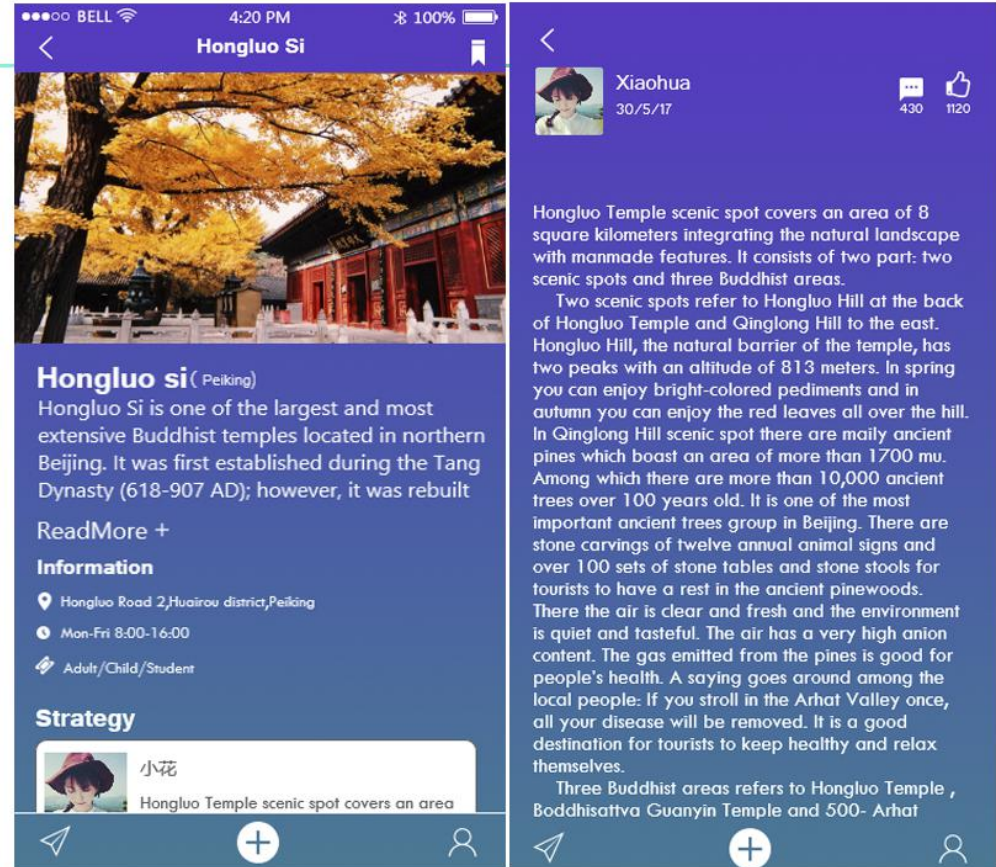 BELL 4:20 PM 100%
Hongluo Si
Hongluo si( Peiking)
Hongluo Si is one of the largest and most
extensive Buddhist temples located in northern
Beijing. It was first established during the Tang
Dynasty (618-907 AD); however, it was rebuilt
ReadMore +
Information
Hongluo Road 2,Huairou district,Peiking
Mon-Fri 8:00-16:00
Adult/Child/Student
Strategy
小花
Hongluo Temple scenic spot covers an area
Xiaohua
30/5/17
430 1120
Hongluo Temple scenic spot covers an area of 8
square kilometers integrating the natural landscape
with manmade features. It consists of two part: two
scenic spots and three Buddhist areas.
Two scenic spots refer to Hongluo Hill at the back
of Hongluo Temple and Qinglong Hill to the east.
Hongluo Hill, the natural barrier of the temple, has
two peaks with an altitude of 813 meters. In spring
you can enjoy bright-colored pediments and in
autumn you can enjoy the red leaves all over the hill.
In Qinglong Hill scenic spot there are maily ancient
pines which boast an area of more than 1700 mu.
Among which there are more than 10,000 ancient
trees over 100 years old. It is one of the most
important ancient trees group in Beijing. There are
stone carvings of twelve annual animal signs and
over 100 sets of stone tables and stone stools for
tourists to have a rest in the ancient pinewoods.
There the air is clear and fresh and the environment
is quiet and tasteful. The air has a very high anion
content. The gas emitted from the pines is good for
people's health. A saying goes around among the
local people: If you stroll in the Arhat Valley once,
all your disease will be removed. It is a good
destination for tourists to keep healthy and relax
themselves.
Three Buddhist areas refers to Hongluo Temple ,
Boddhisattva Guanyin Temple and 500- Arhat